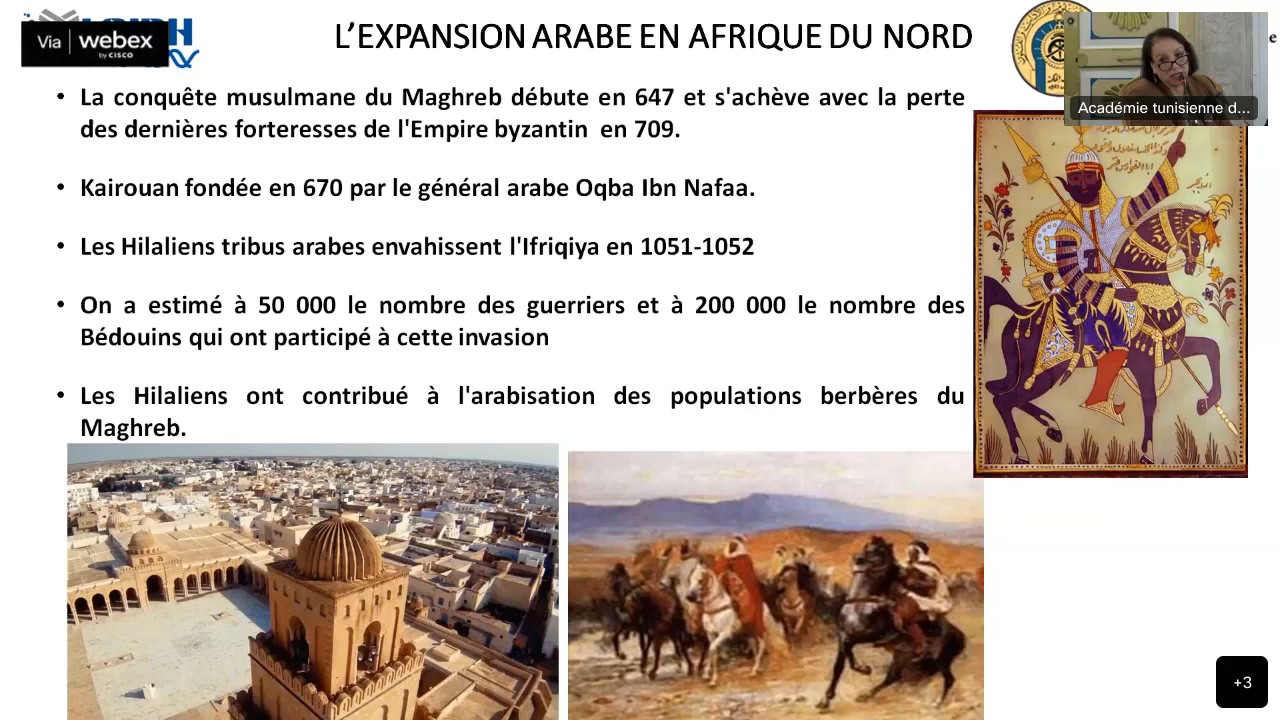 Via webex
by CISCO
L'EXPANSION ARABE EN AFRIQUE DU NORD
e
Académie tunisienne d...
• La conquête musulmane du Maghreb débute en 647 et s'achève avec la perte
des dernières forteresses de l'Empire byzantin en 709.
• Kairouan fondée en 670 par le général arabe Oqba Ibn Nafaa.
• Les Hilaliens tribus arabes envahissent l'Ifriqiya en 1051-1052
• On a estimé à 50 000 le nombre des guerriers et à 200 000 le nombre des
Bédouins qui ont participé à cette invasion
• Les Hilaliens ont contribué à l'arabisation des populations berbères du
Maghreb.
+3